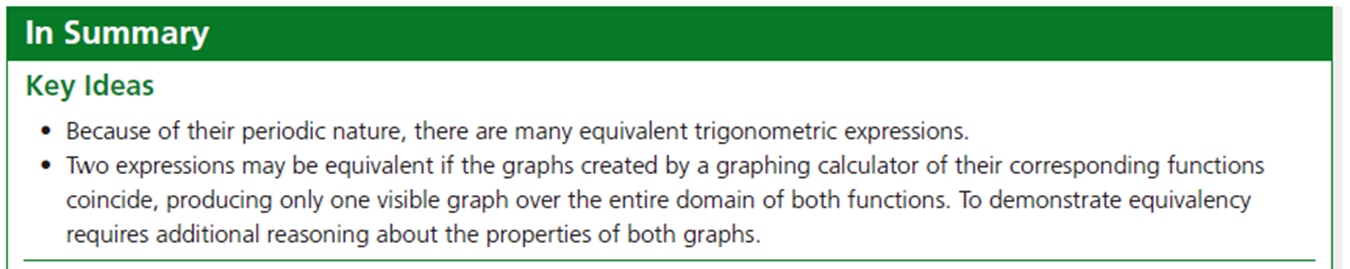 In Summary
Key Ideas
• Because of their periodic nature, there are many equivalent trigonometric expressions.
• Two expressions may be equivalent if the graphs created by a graphing calculator of their corresponding functions
coincide, producing only one visible graph over the entire domain of both functions. To demonstrate equivalency
requires additional reasoning about the properties of both graphs.